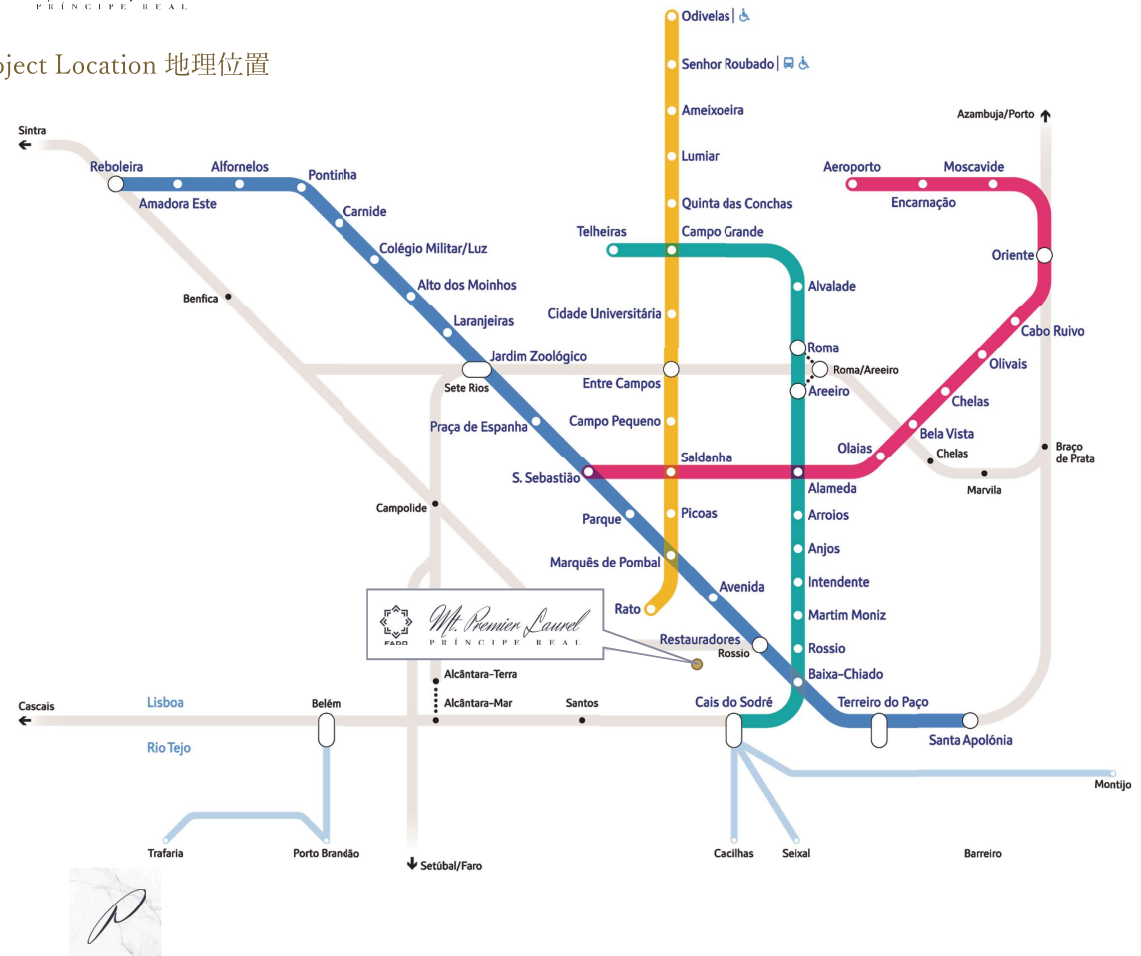 PRÍNCIPE REAL
oject Location 地理位置
Odivelas
Senhor Roubado
Ameixoeira
Azambuja/Porto
Sintra
Lumiar
Reboleira
Alfornelos
Pontinha
Aeroporto
Moscavide
Amadora Este
Carnide
Quinta das Conchas
Encarnação
Telheiras
Campo Grande
Colégio Militar/Luz
Oriente
Alto dos Moinhos
Alvalade
Benfica
Laranjeiras
Cidade Universitária
Cabo Ruivo
Jardim Zoológico
Roma
Olivais
Roma/Areeiro
Sete Rios
Entre Campos
Areeiro
Chelas
Praça de Espanha
Campo Pequeno
Bela Vista
Olaias
Chelas
Braço
de Prata
Saldanha
S. Sebastião
Alameda
Marvila
Campolide
Parque
Picoas
Arroios
Anjos
Marquês de Pombal
Avenida
Intendente
Rato
Martim Moniz
FARO
Mt. Premier Laurel
PRÍNCIPE REAL
Restauradores
Rossio
Rossio
Baixa-Chiado
Alcântara-Terra
Cascais
Lisboa
Belém
Alcântara-Mar
Santos
Cais do Sodré
Terreiro do Paço
Rio Tejo
Santa Apolónia
Montijo
Trafaria
Porto Brandão
Cacilhas
Seixal
Barreiro
Setúbal/Faro
P